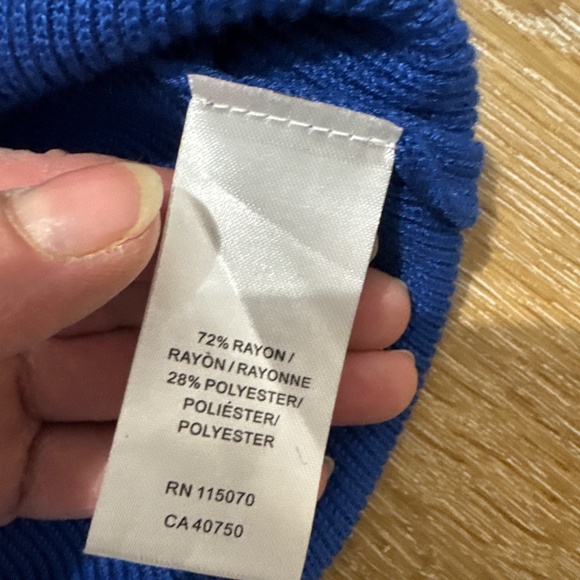 72% RAYON /
RAYÒN / RAYONNE
28% POLYESTER/
POLIÉSTER/
POLYESTER
RN 115070
CA 40750